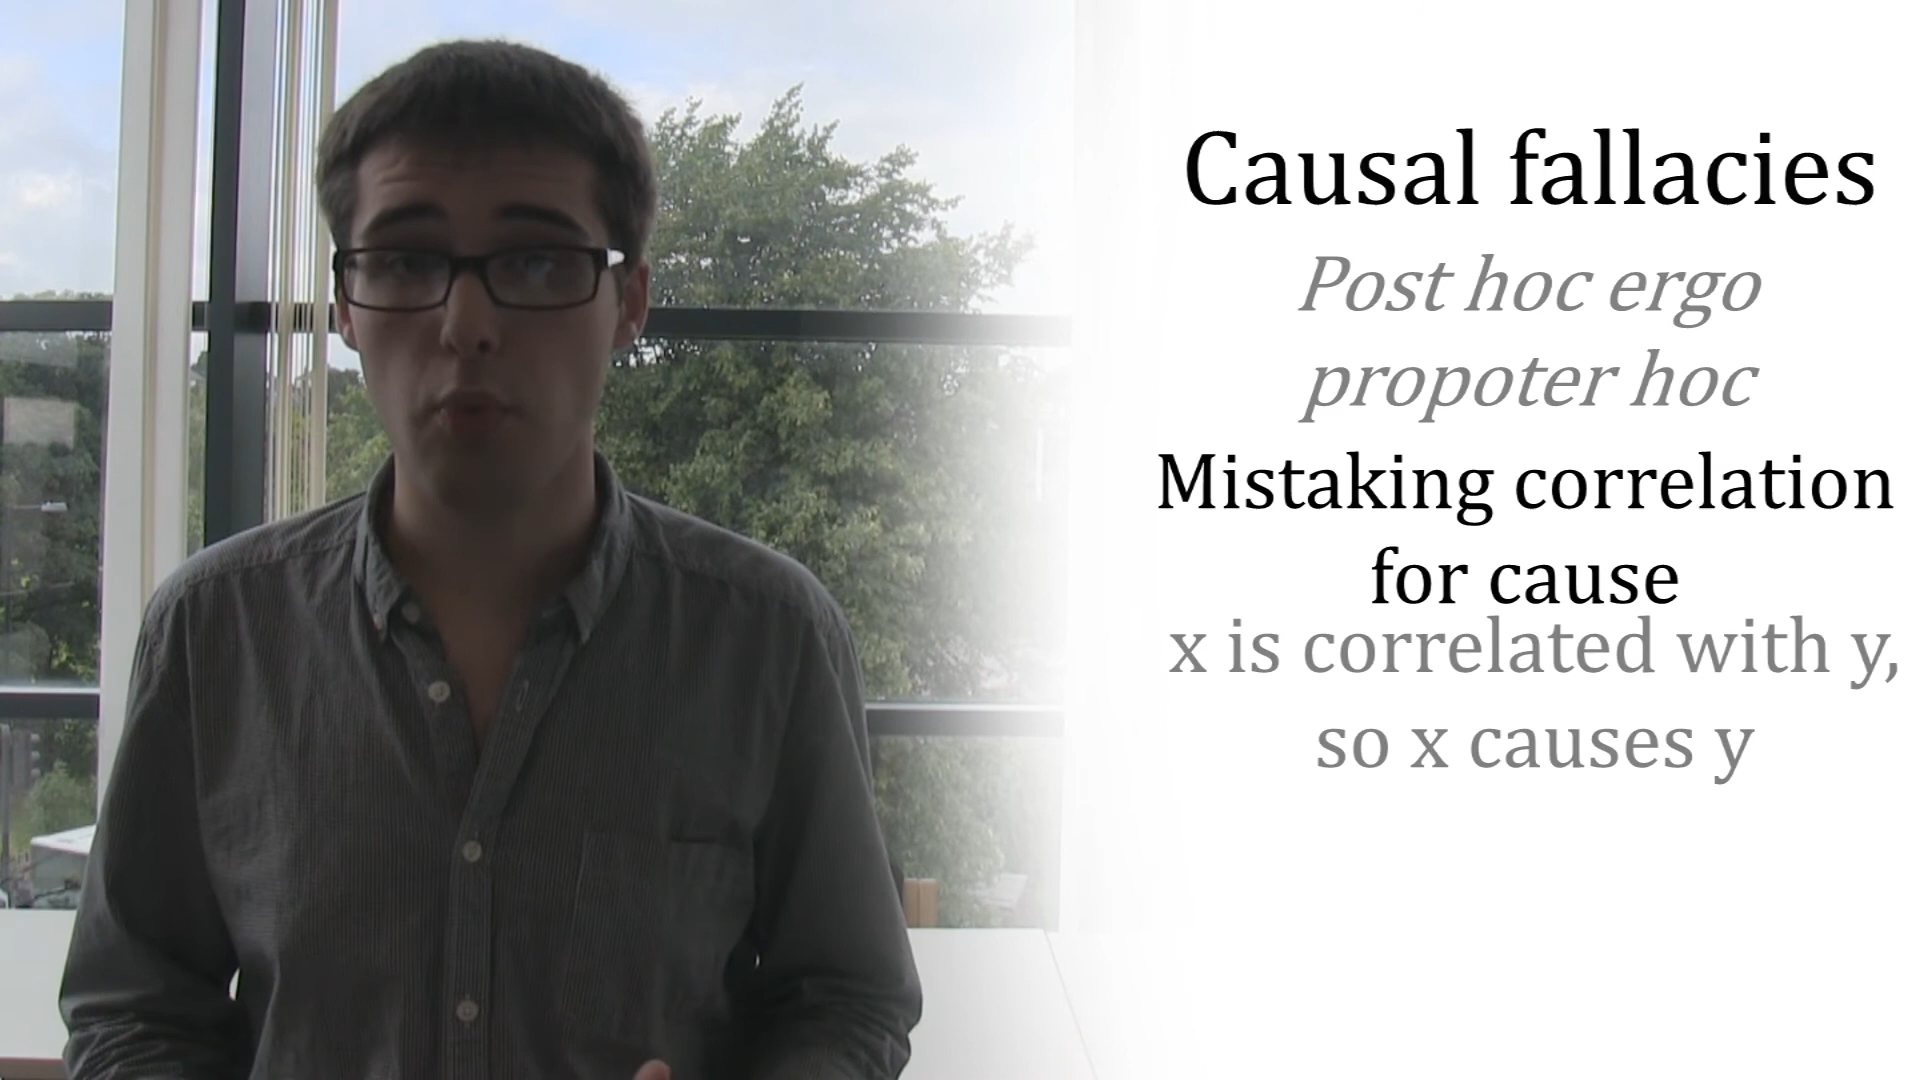 Causal fallacies
Post hoc ergo
propoter hoc
Mistaking correlation
for cause
x is correlated with y,
so x causes y